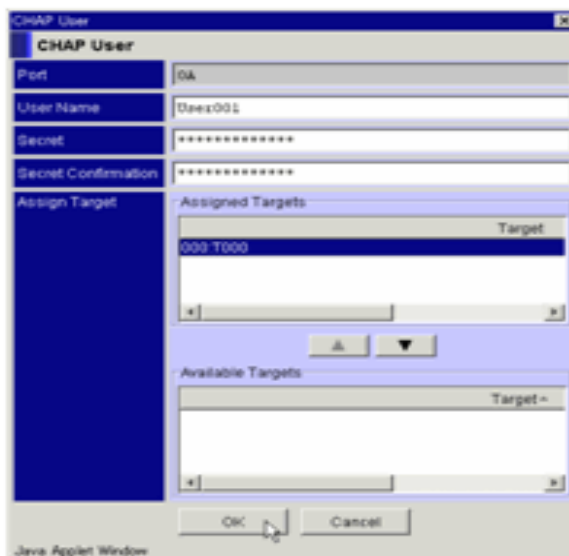 CHAP User
CHAP User
Port 0A
User Name User001
Secret *************
Secret Confirmation *************
Assign Target
Assigned Targets
Target
000:T000
Available Targets
Target
OK Cancel
Java Applet Window